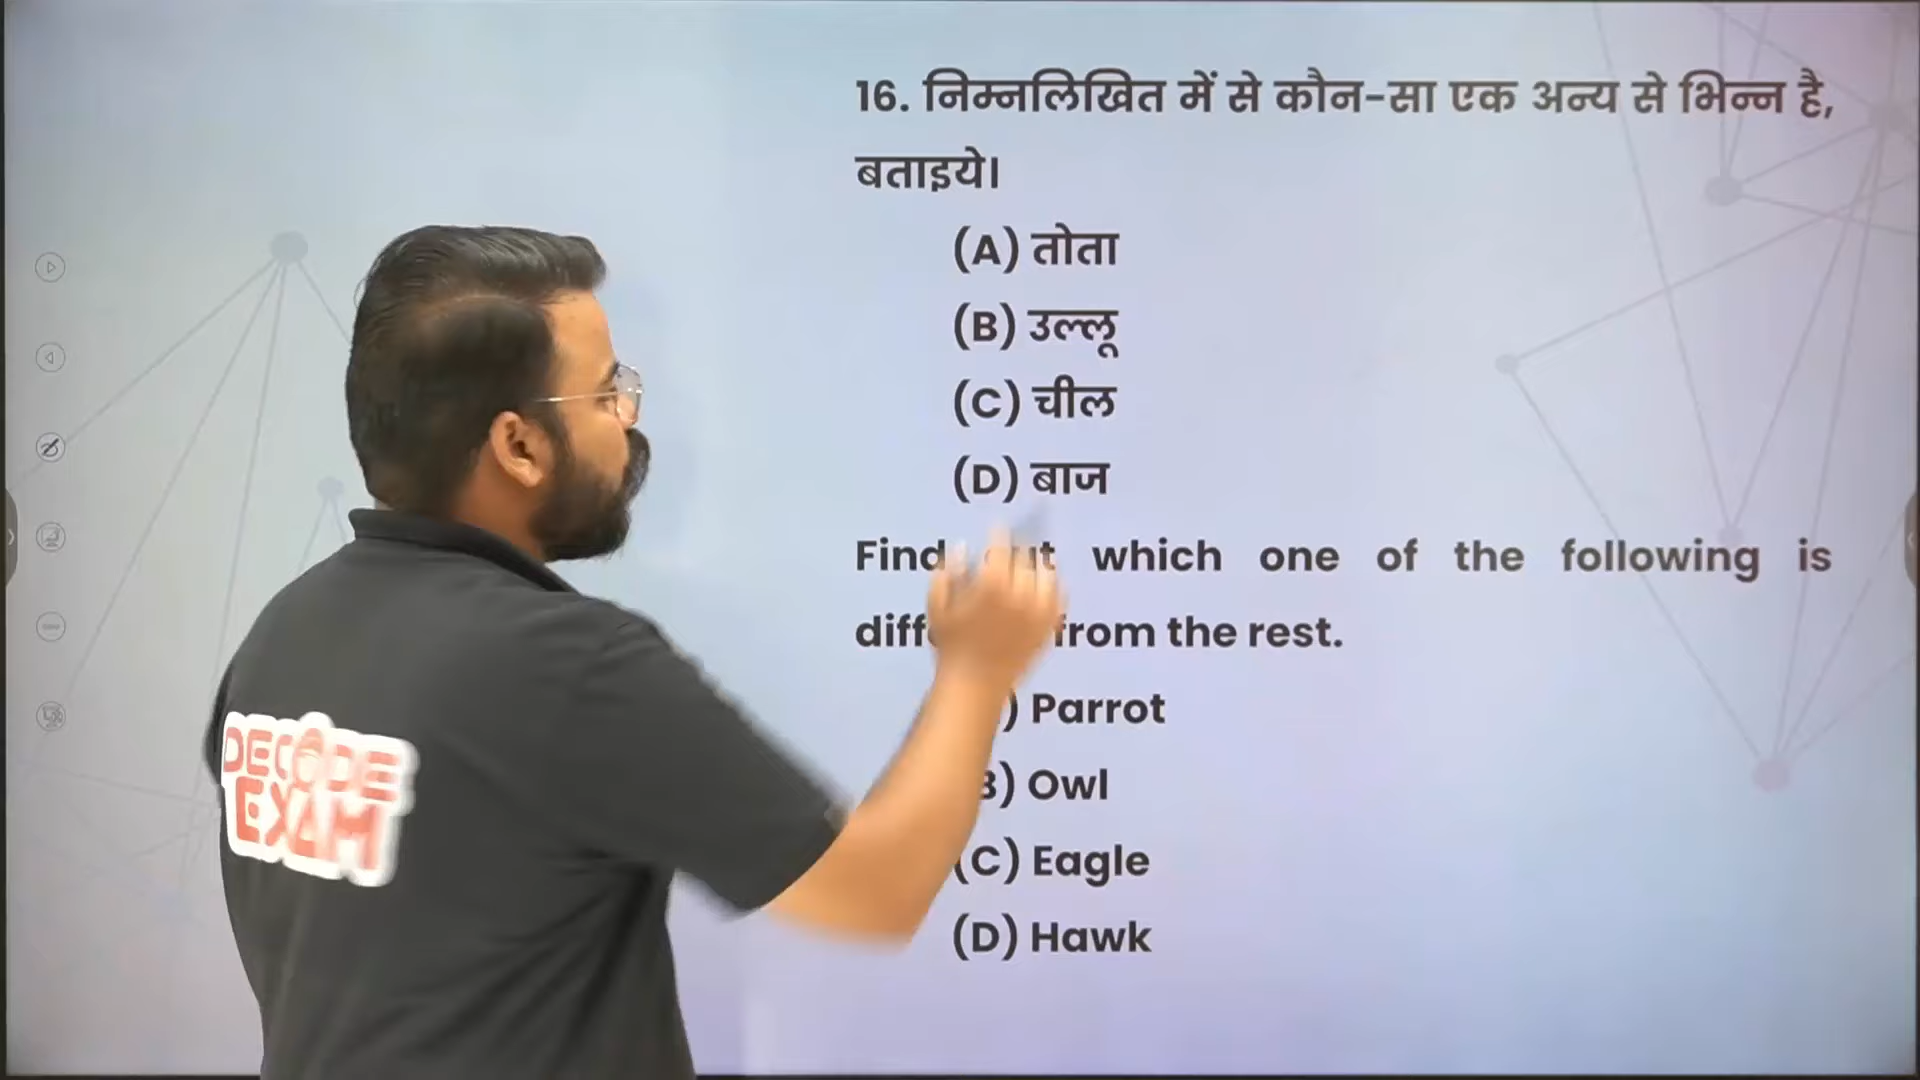 16. निम्नलिखित में से कौन-सा एक अन्य से भिन्न है,
बताइये।
(A) तोता
(B) उल्लू
(C) चील
(D) बाज
Find which one of the following is
from the rest.
Parrot
B) Owl
(C) Eagle
(D) Hawk
DECODE
EXAM